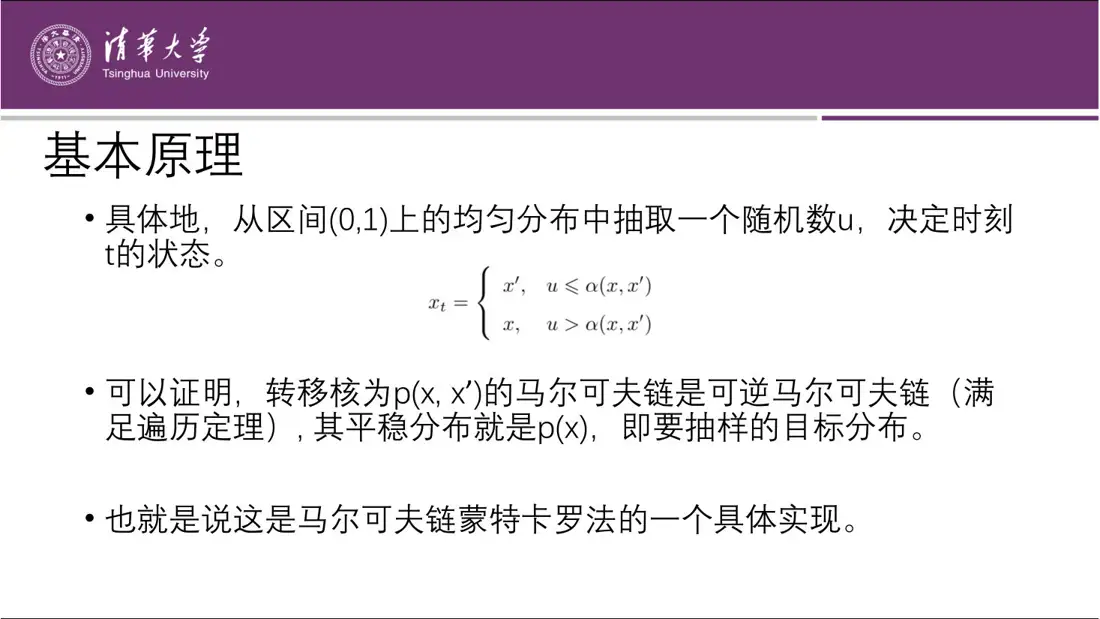 清华大学
Tsinghua University
基本原理
• 具体地，从区间(0,1)上的均匀分布中抽取一个随机数u，决定时刻
t的状态。
x_t = { x′, u ⩽ α(x, x′)
x, u > α(x, x′)
• 可以证明，转移核为p(x, x′)的马尔可夫链是可逆马尔可夫链（满
足遍历定理）, 其平稳分布就是p(x)，即要抽样的目标分布。
• 也就是说这是马尔可夫链蒙特卡罗法的一个具体实现。